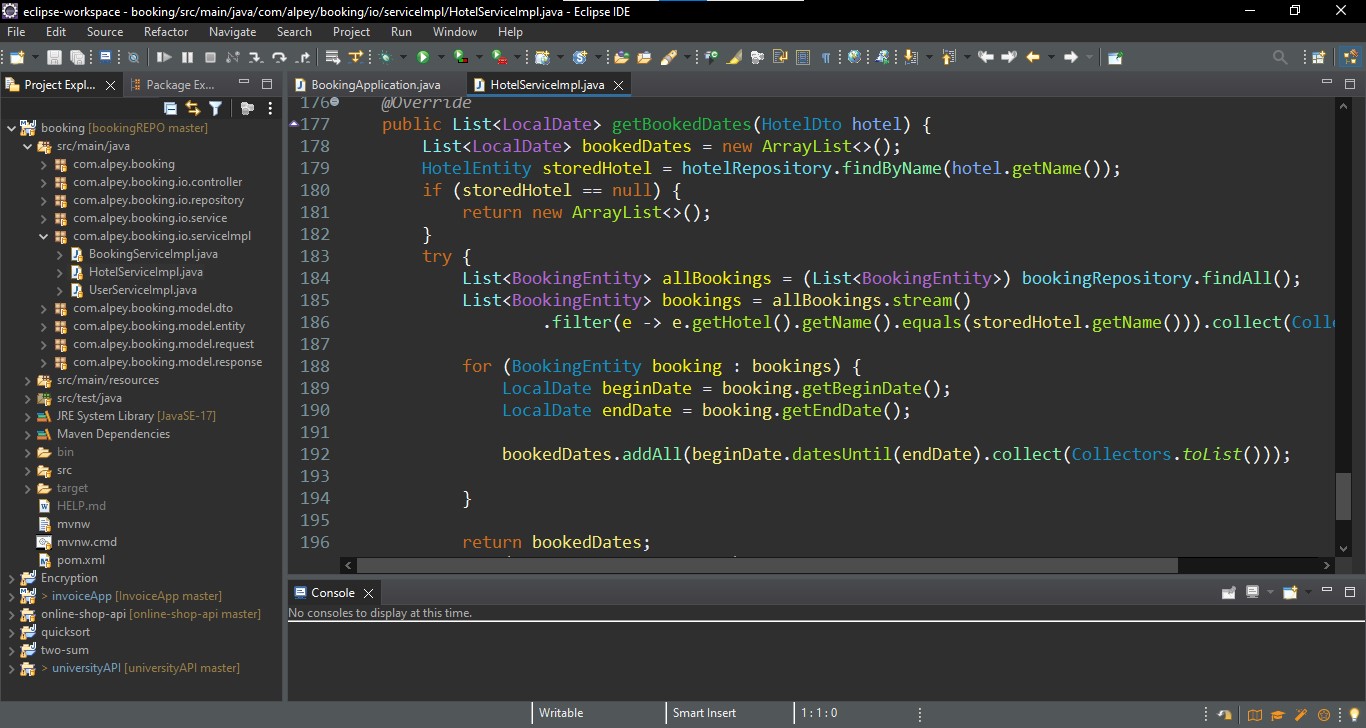 eclipse-workspace - booking/src/main/java/com/alpey/booking/io/serviceImpl/HotelServiceImpl.java - Eclipse IDE
File Edit Source Refactor Navigate Search Project Run Window Help
Project Expl...
Package Ex...
BookingApplication.java
HotelServiceImpl.java
booking [bookingREPO master]
src/main/java
com.alpey.booking
com.alpey.booking.io.controller
com.alpey.booking.io.repository
com.alpey.booking.io.service
com.alpey.booking.io.serviceImpl
BookingServiceImpl.java
HotelServiceImpl.java
UserServiceImpl.java
com.alpey.booking.model.dto
com.alpey.booking.model.entity
com.alpey.booking.model.request
com.alpey.booking.model.response
src/main/resources
src/test/java
JRE System Library [JavaSE-17]
Maven Dependencies
bin
src
target
HELP.md
mvnw
mvnw.cmd
pom.xml
Encryption
> invoiceApp [InvoiceApp master]
online-shop-api [online-shop-api master]
quicksort
two-sum
> universityAPI [universityAPI master]
176 @Override
177 public List<LocalDate> getBookedDates(HotelDto hotel) {
178 List<LocalDate> bookedDates = new ArrayList<>();
179 HotelEntity storedHotel = hotelRepository.findByName(hotel.getName());
180 if (storedHotel == null) {
181 return new ArrayList<>();
182 }
183 try {
184 List<BookingEntity> allBookings = (List<BookingEntity>) bookingRepository.findAll();
185 List<BookingEntity> bookings = allBookings.stream()
186 .filter(e -> e.getHotel().getName().equals(storedHotel.getName())).collect(Colle
187
188 for (BookingEntity booking : bookings) {
189 LocalDate beginDate = booking.getBeginDate();
190 LocalDate endDate = booking.getEndDate();
191
192 bookedDates.addAll(beginDate.datesUntil(endDate).collect(Collectors.toList()));
193
194 }
195
196 return bookedDates;
Console
No consoles to display at this time.
Writable
Smart Insert
1 : 1 : 0